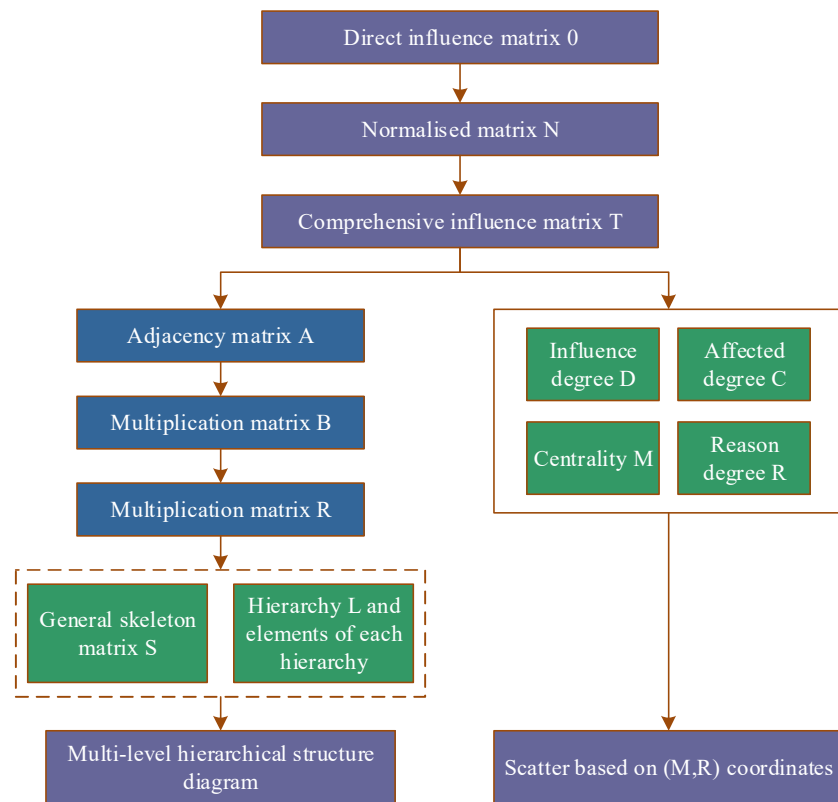 Direct influence matrix 0
Normalised matrix N
Comprehensive influence matrix T
Adjacency matrix A
Multiplication matrix B
Multiplication matrix R
General skeleton
matrix S
Hierarchy L and
elements of each
hierarchy
Multi-level hierarchical structure
diagram
Influence
degree D
Affected
degree C
Centrality M
Reason
degree R
Scatter based on (M,R) coordinates